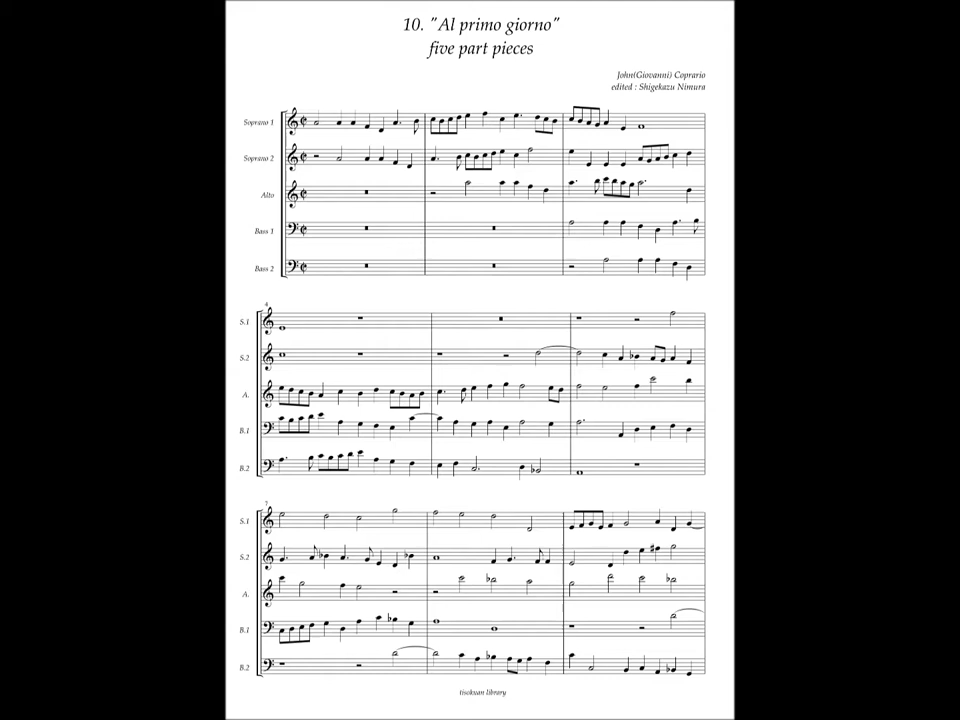 10. "Al primo giorno"
five part pieces
John(Giovanni) Coprario
edited : Shigekazu Nimura
Soprano 1
Soprano 2
Alto
Bass 1
Bass 2
4
S.1
S.2
A.
B.1
B.2
S.1
S.2
A.
B.1
B.2
tisokuan library